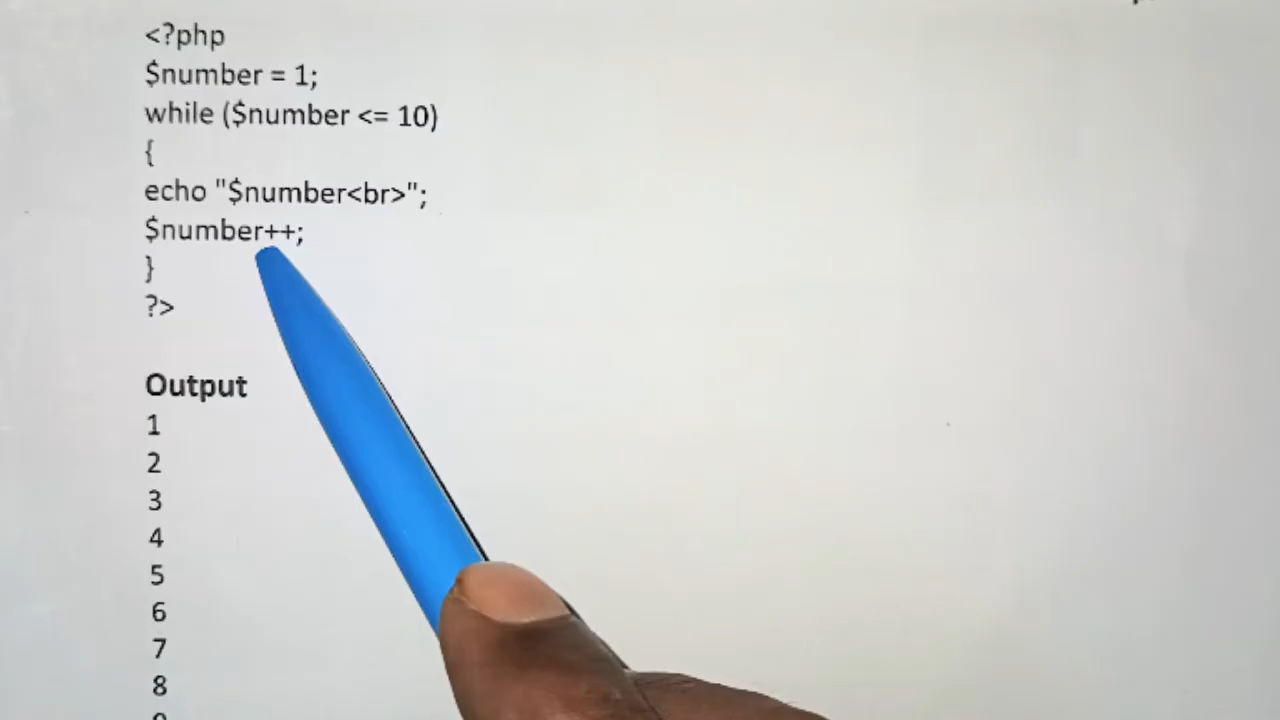 <?php
$number = 1;
while ($number <= 10)
{
echo "$number<br>";
$number++;
}
?>
Output
1
2
3
4
5
6
7
8